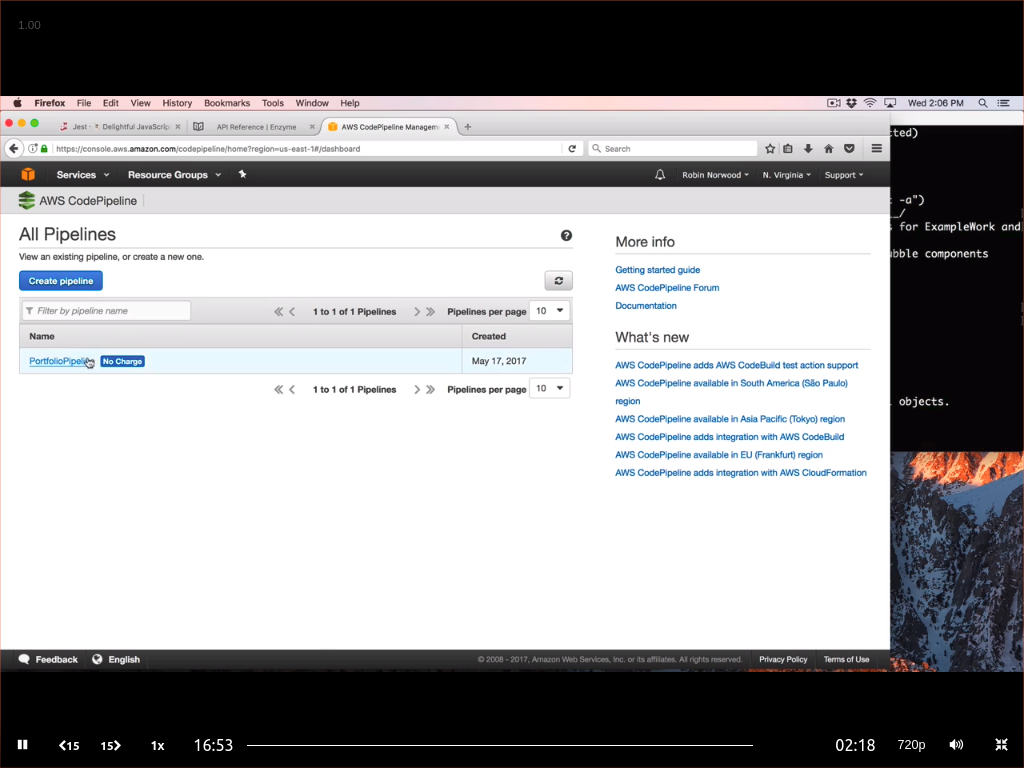 1.00
Firefox File Edit View History Bookmarks Tools Window Help Wed 2:06 PM
Jest · Delightful JavaScrip API Reference | Enzyme AWS CodePipeline Managem
https://console.aws.amazon.com/codepipeline/home?region=us-east-1#/dashboard Search
cted)
Services Resource Groups Robin Norwood N. Virginia Support
AWS CodePipeline
-a")
__/
s for ExampleWork and
bble components
objects.
All Pipelines
View an existing pipeline, or create a new one.
Create pipeline
Filter by pipeline name 1 to 1 of 1 Pipelines Pipelines per page 10
Name Created
PortfolioPipelin No Charge May 17, 2017
1 to 1 of 1 Pipelines Pipelines per page 10
More info
Getting started guide
AWS CodePipeline Forum
Documentation
What's new
AWS CodePipeline adds AWS CodeBuild test action support
AWS CodePipeline available in South America (São Paulo)
region
AWS CodePipeline available in Asia Pacific (Tokyo) region
AWS CodePipeline adds integration with AWS CodeBuild
AWS CodePipeline available in EU (Frankfurt) region
AWS CodePipeline adds integration with AWS CloudFormation
Feedback English © 2008 - 2017, Amazon Web Services, Inc. or its affiliates. All rights reserved. Privacy Policy Terms of Use
15 15 1x 16:53 02:18 720p